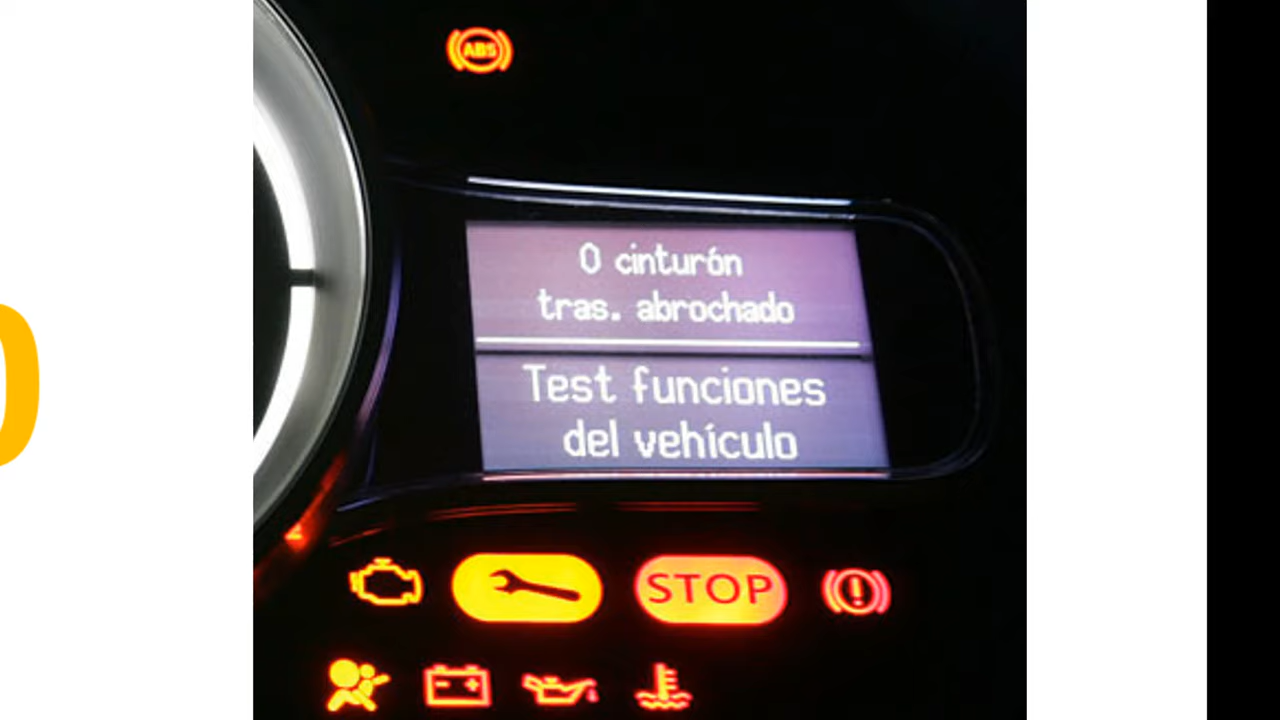 ABS
0 cinturón
tras. abrochado
Test funciones
del vehículo
STOP